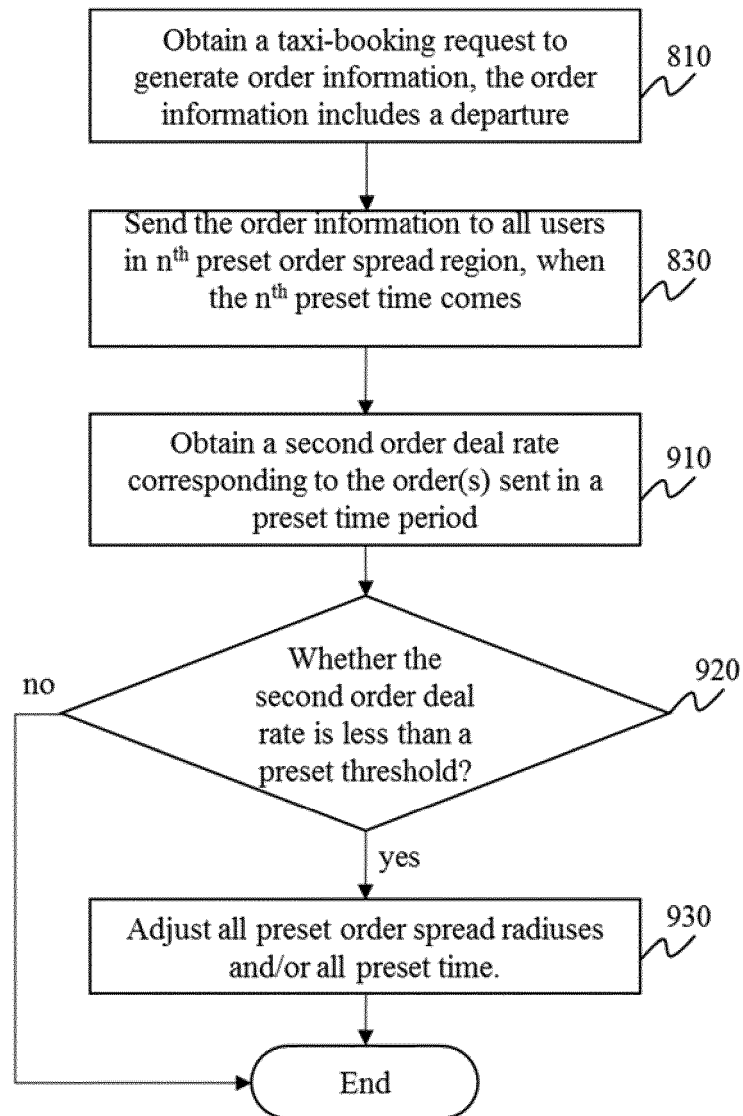 Obtain a taxi-booking request to
generate order information, the order
information includes a departure
810
Send the order information to all users
in nth preset order spread region, when
the nth preset time comes
830
Obtain a second order deal rate
corresponding to the order(s) sent in a
preset time period
910
Whether the
second order deal
rate is less than a
preset threshold?
920
no
yes
Adjust all preset order spread radiuses
and/or all preset time.
930
End